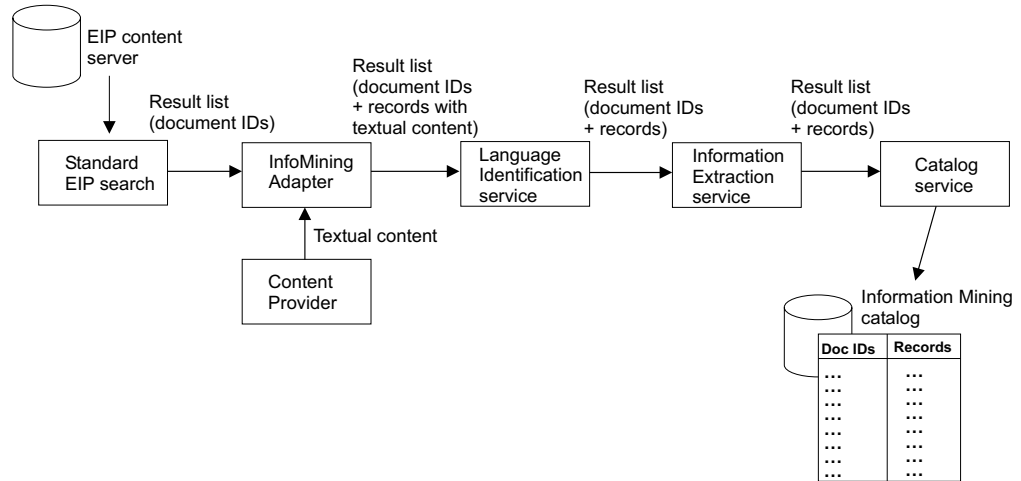 EIP content
server
Result list
(document IDs)
Result list
(document IDs
+ records with
textual content)
Result list
(document IDs
+ records)
Result list
(document IDs
+ records)
Standard
EIP search
InfoMining
Adapter
Language
Identification
service
Information
Extraction
service
Catalog
service
Textual content
Content
Provider
Information Mining
catalog
Doc IDs Records
... ...
... ...
... ...
... ...
... ...
... ...
... ...
... ...